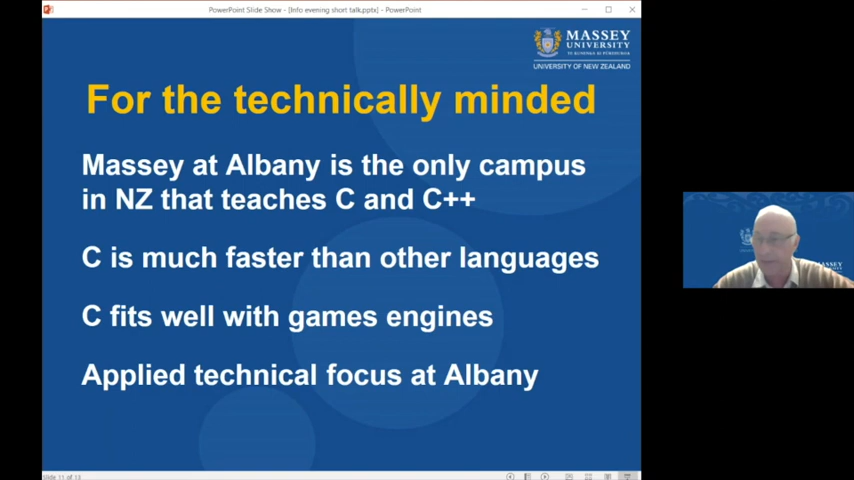 PowerPoint Slide Show - [Info evening short talk.pptx] - PowerPoint
MASSEY
UNIVERSITY
UNIVERSITY OF NEW ZEALAND
For the technically minded
Massey at Albany is the only campus
in NZ that teaches C and C++
C is much faster than other languages
C fits well with games engines
Applied technical focus at Albany
Slide 11 of 13